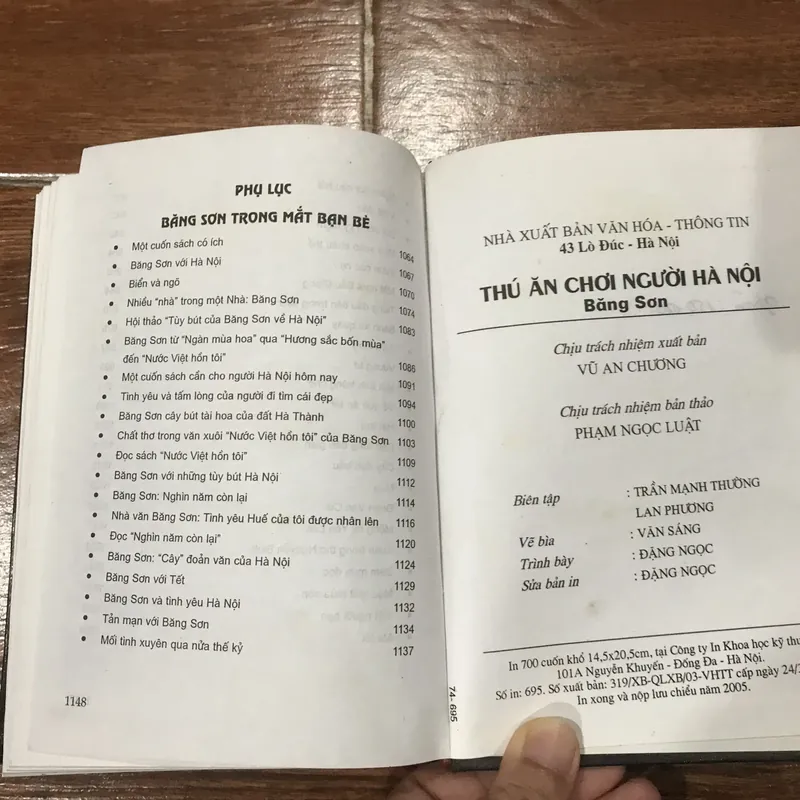 PHỤ LỤC
BĂNG SƠN TRONG MẮT BẠN BÈ
• Một cuốn sách có ích 1064
• Băng Sơn với Hà Nội 1067
• Biển và ngõ 1070
• Nhiều “nhà” trong một Nhà: Băng Sơn 1074
• Hội thảo “Tùy bút của Băng Sơn về Hà Nội” 1083
• Băng Sơn từ “Ngàn mùa hoa” qua “Hương sắc bốn mùa”
đến “Nước Việt hồn tôi” 1086
• Một cuốn sách cần cho người Hà Nội hôm nay 1091
• Tình yêu và tấm lòng của người đi tìm cái đẹp 1094
• Băng Sơn cây bút tài hoa của đất Hà Thành 1100
• Chất thơ trong văn xuôi “Nước Việt hồn tôi” của Băng Sơn 1103
• Đọc sách “Nước Việt hồn tôi” 1109
• Băng Sơn với những tùy bút Hà Nội 1112
• Băng Sơn: Nghìn năm còn lại 1114
• Nhà văn Băng Sơn: Tình yêu Huế của tôi được nhân lên 1116
• Đọc “Nghìn năm còn lại” 1120
• Băng Sơn: “Cây” đoản văn của Hà Nội 1124
• Băng Sơn với Tết 1129
• Băng Sơn và tình yêu Hà Nội 1132
• Tản mạn với Băng Sơn 1134
• Mối tình xuyên qua nửa thế kỷ 1137
1148
NHÀ XUẤT BẢN VĂN HÓA - THÔNG TIN
43 Lò Đúc - Hà Nội
THÚ ĂN CHƠI NGƯỜI HÀ NỘI
Băng Sơn
Chịu trách nhiệm xuất bản
VŨ AN CHƯƠNG
Chịu trách nhiệm bản thảo
PHẠM NGỌC LUẬT
Biên tập : TRẦN MẠNH THƯỜNG
LAN PHƯƠNG
Vẽ bìa : VĂN SÁNG
Trình bày : ĐẶNG NGỌC
Sửa bản in : ĐẶNG NGỌC
In 700 cuốn khổ 14,5x20,5cm, tại Công ty In Khoa học kỹ
101A Nguyễn Khuyến - Đống Đa - Hà Nội.
Số in: 695. Số xuất bản: 319/XB-QLXB/03-VHTT cấp ngày
In xong và nộp lưu chiểu năm 2005.
74- 695